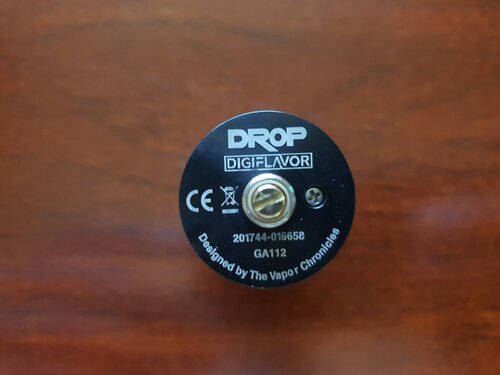 DROP
DIGIFLAVOR
CE
201744-016658
GA112
Designed by The Vapor Chronicles